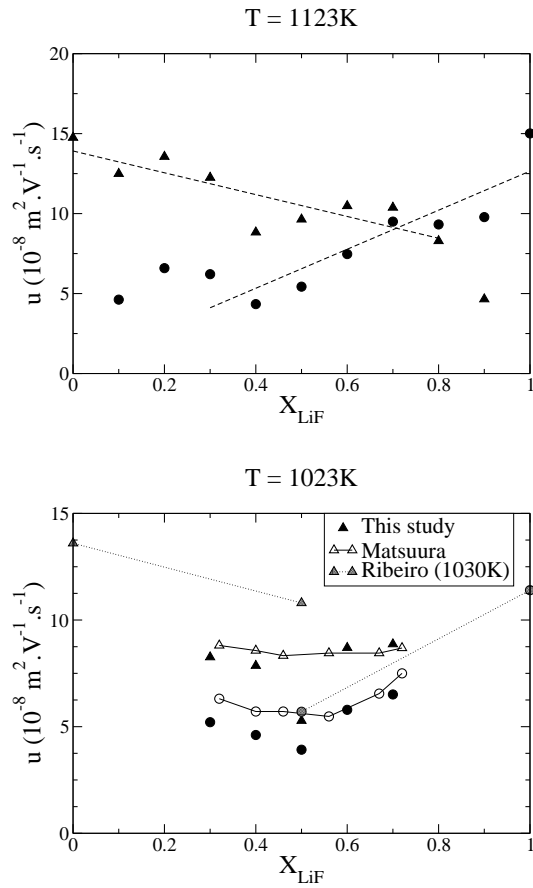 T = 1123K
20
15
10
5
0
u (10⁻⁸ m².V⁻¹.s⁻¹)
0 0.2 0.4 0.6 0.8 1
X_LiF
T = 1023K
15
10
5
0
u (10⁻⁸ m².V⁻¹.s⁻¹)
This study
Matsuura
Ribeiro (1030K)
0 0.2 0.4 0.6 0.8 1
X_LiF